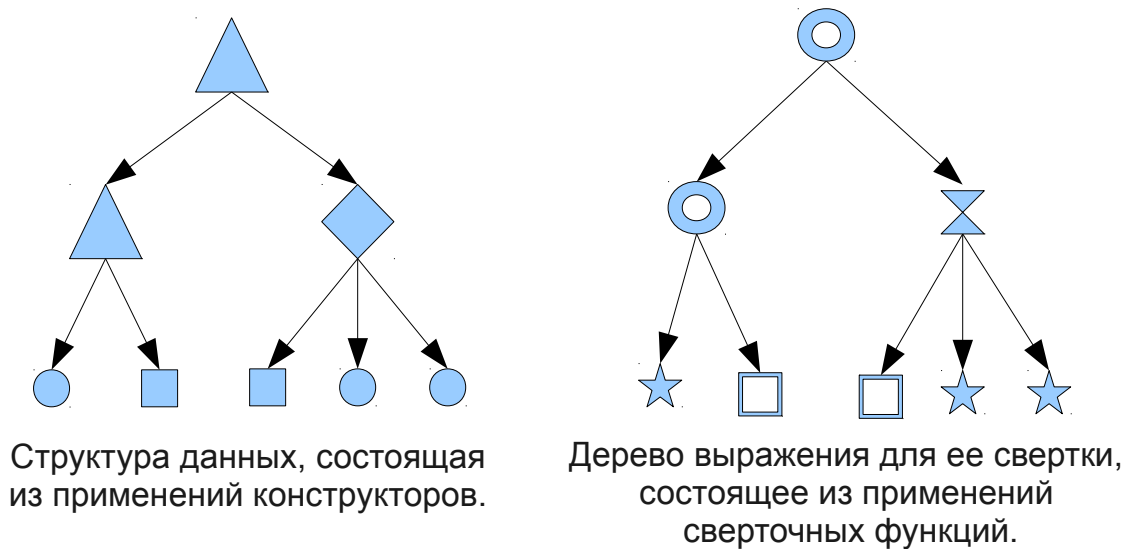 Структура данных, состоящая
из применений конструкторов.
Дерево выражения для ее свертки,
состоящее из применений
сверточных функций.